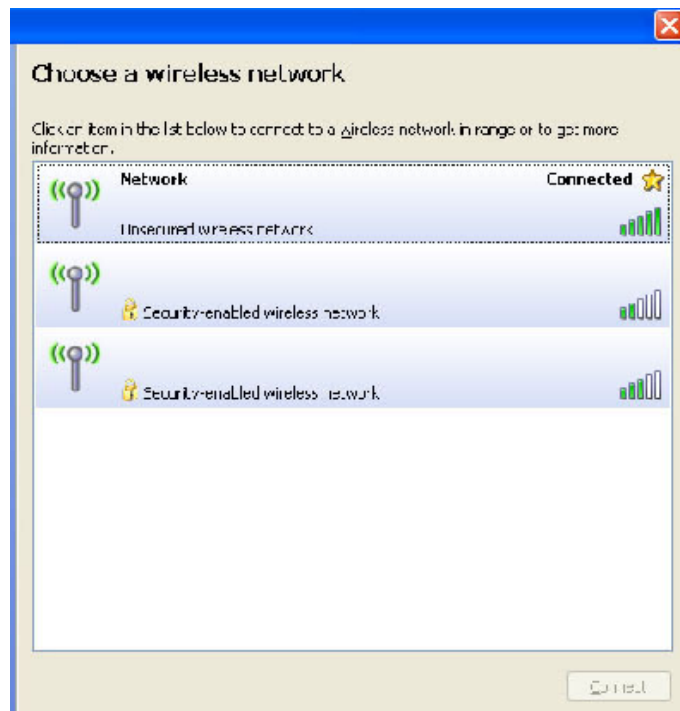 Choose a wireless network
Click an item in the list below to connect to a wireless network in range or to get more
information.
Network Connected
Unsecured wireless network
Security-enabled wireless network
Security-enabled wireless network
Connect